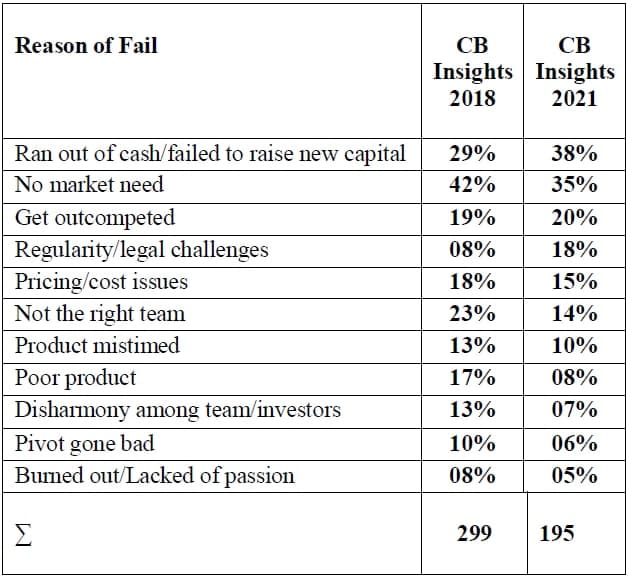 Reason of Fail CB Insights 2018 CB Insights 2021
Ran out of cash/failed to raise new capital 29% 38%
No market need 42% 35%
Get outcompeted 19% 20%
Regularity/legal challenges 08% 18%
Pricing/cost issues 18% 15%
Not the right team 23% 14%
Product mistimed 13% 10%
Poor product 17% 08%
Disharmony among team/investors 13% 07%
Pivot gone bad 10% 06%
Burned out/Lacked of passion 08% 05%
∑ 299 195